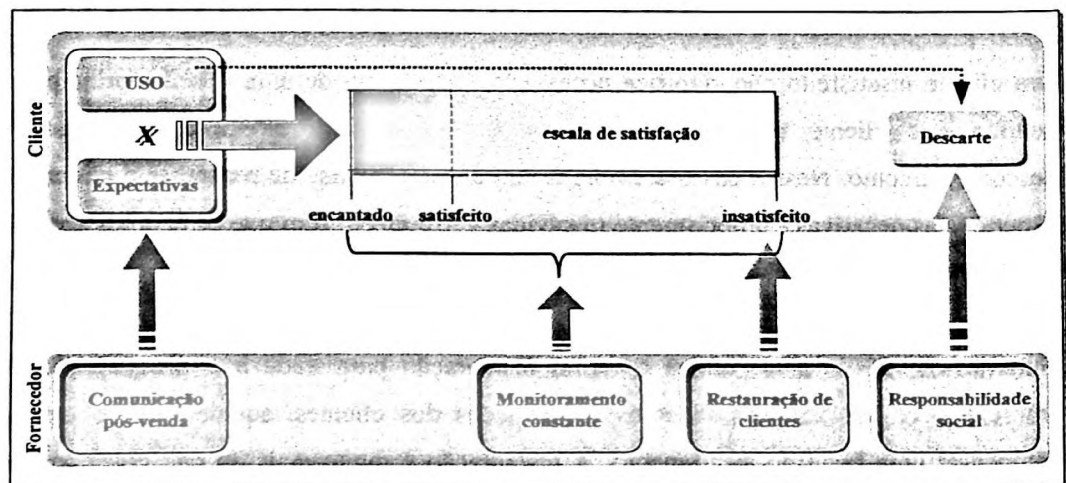 Cliente
USO
X
Expectativas
escala de satisfação
Descarte
encantado
satisfeito
insatisfeito
Fornecedor
Comunicação
pós-venda
Monitoramento
constante
Restauração de
clientes
Responsabilidade
social